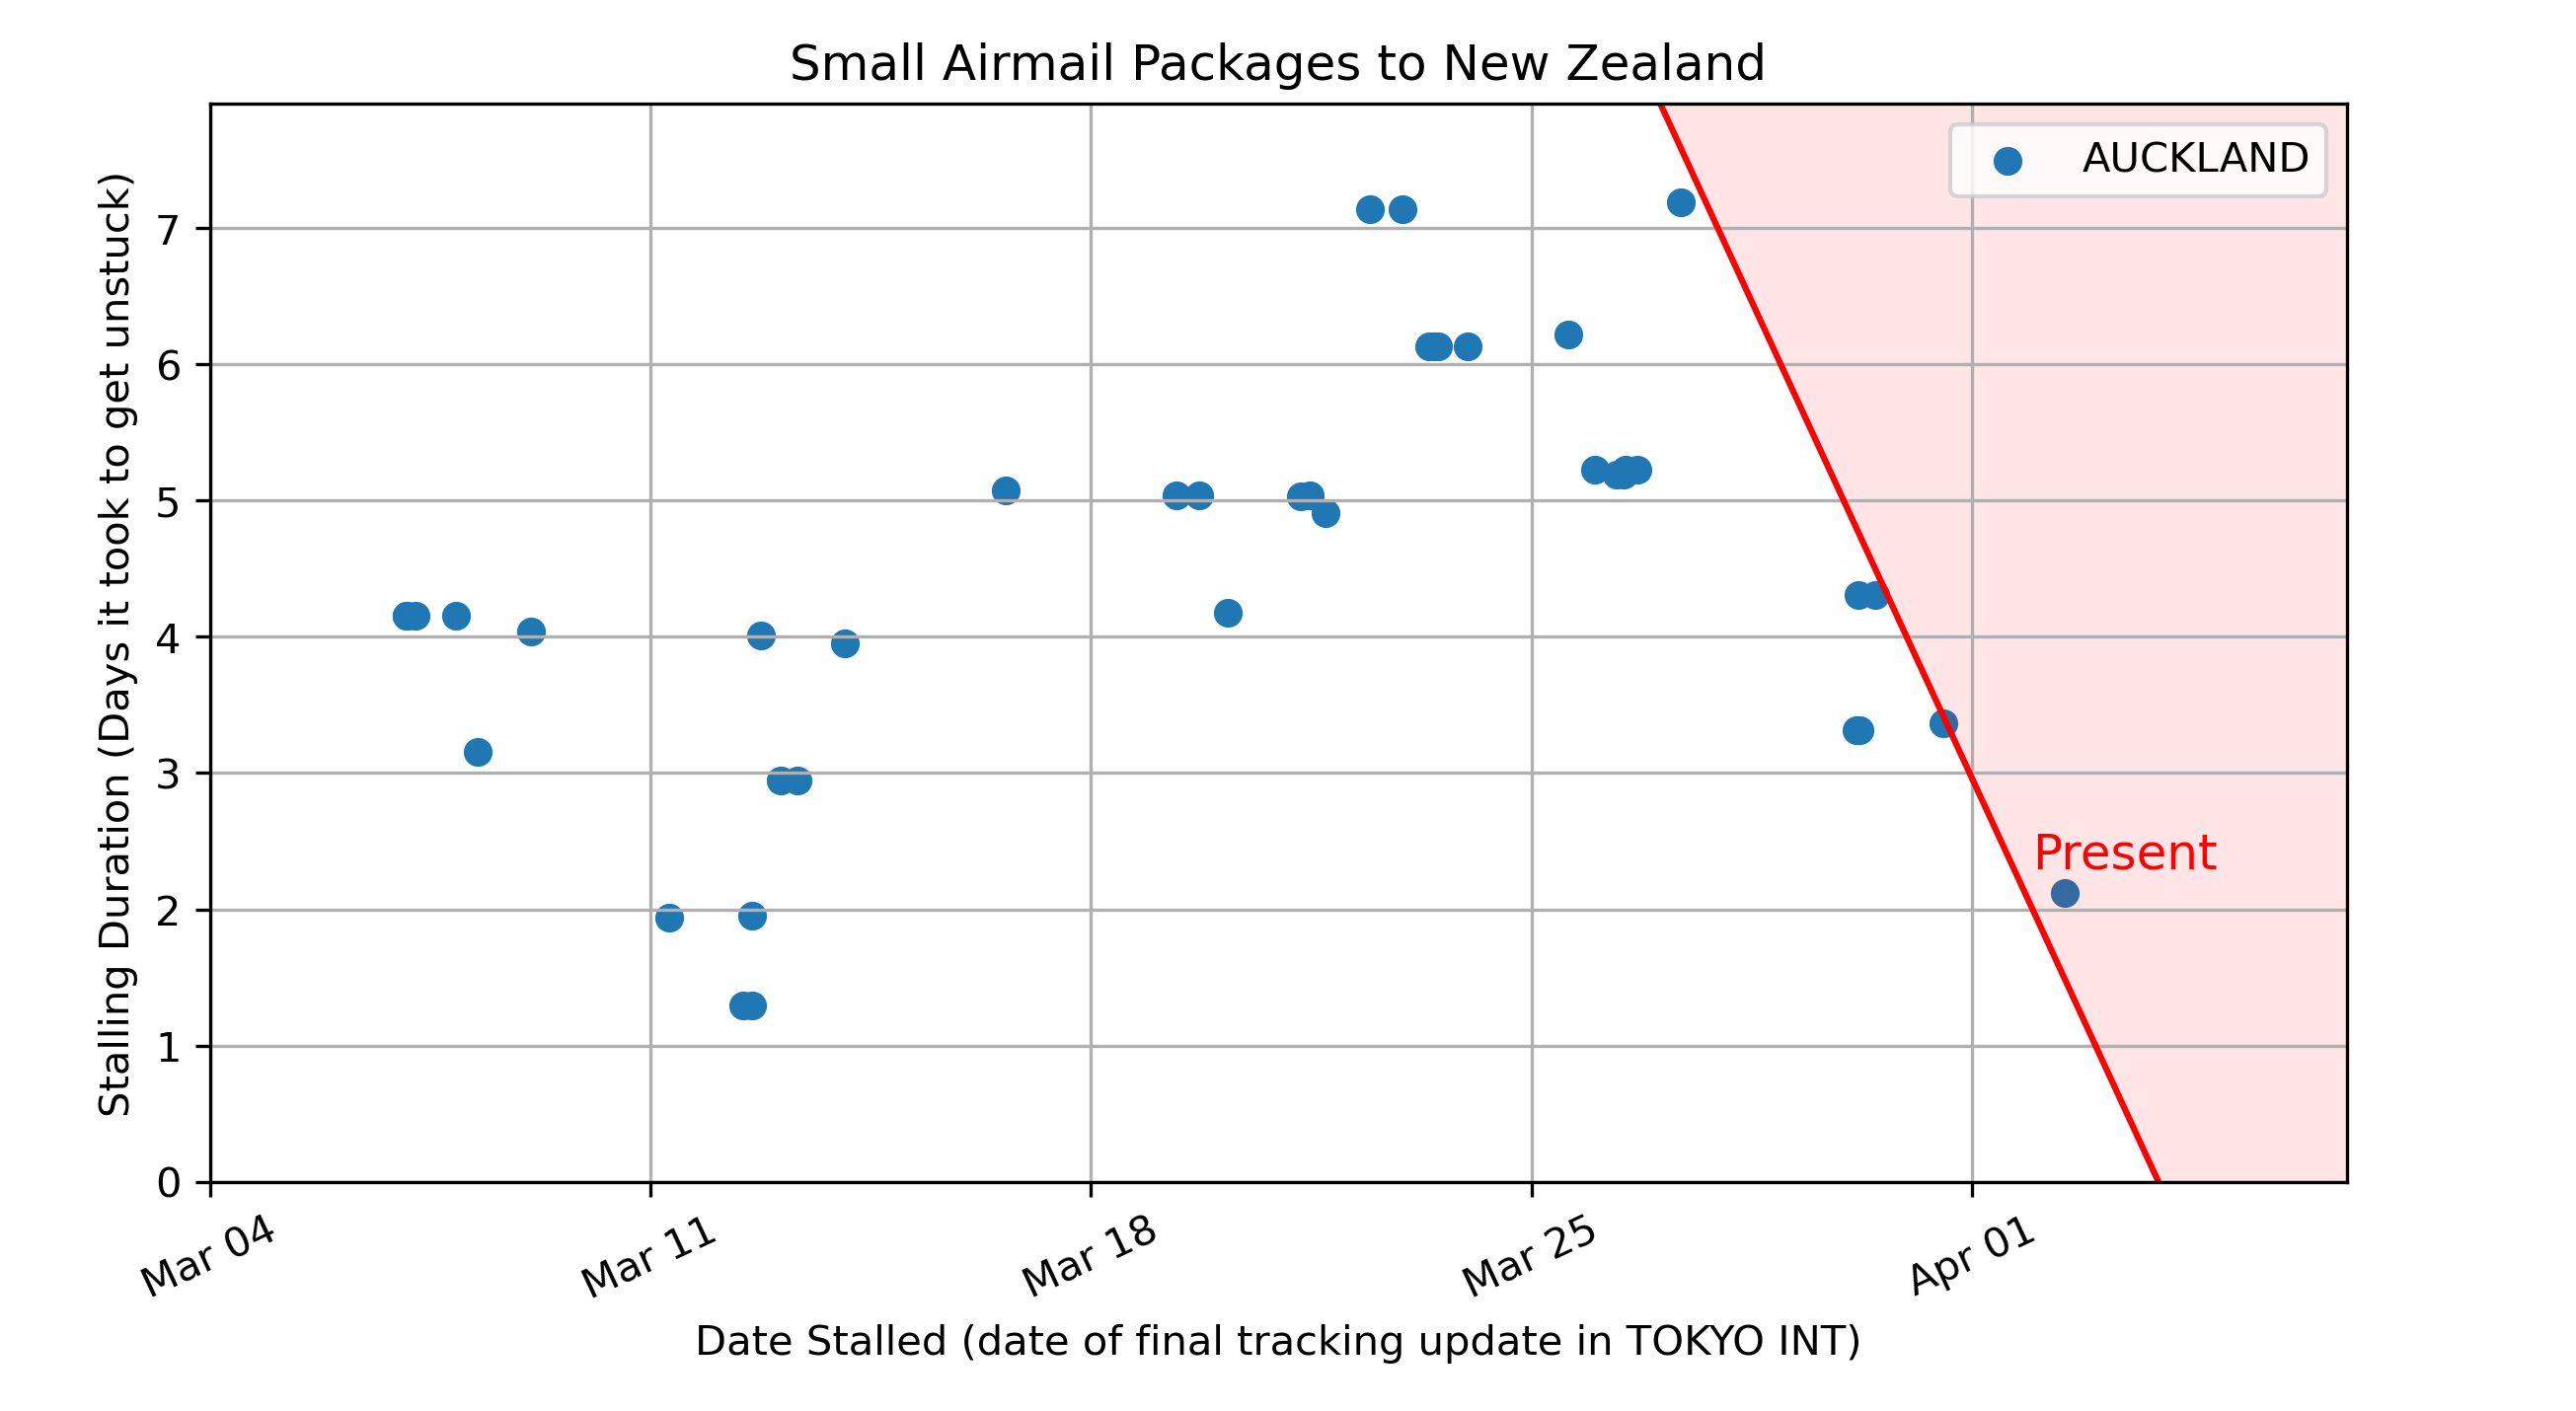 Small Airmail Packages to New Zealand
AUCKLAND
Stalling Duration (Days it took to get unstuck)
7
6
5
4
3
2
1
0
Present
Mar 04
Mar 11
Mar 18
Mar 25
Apr 01
Date Stalled (date of final tracking update in TOKYO INT)